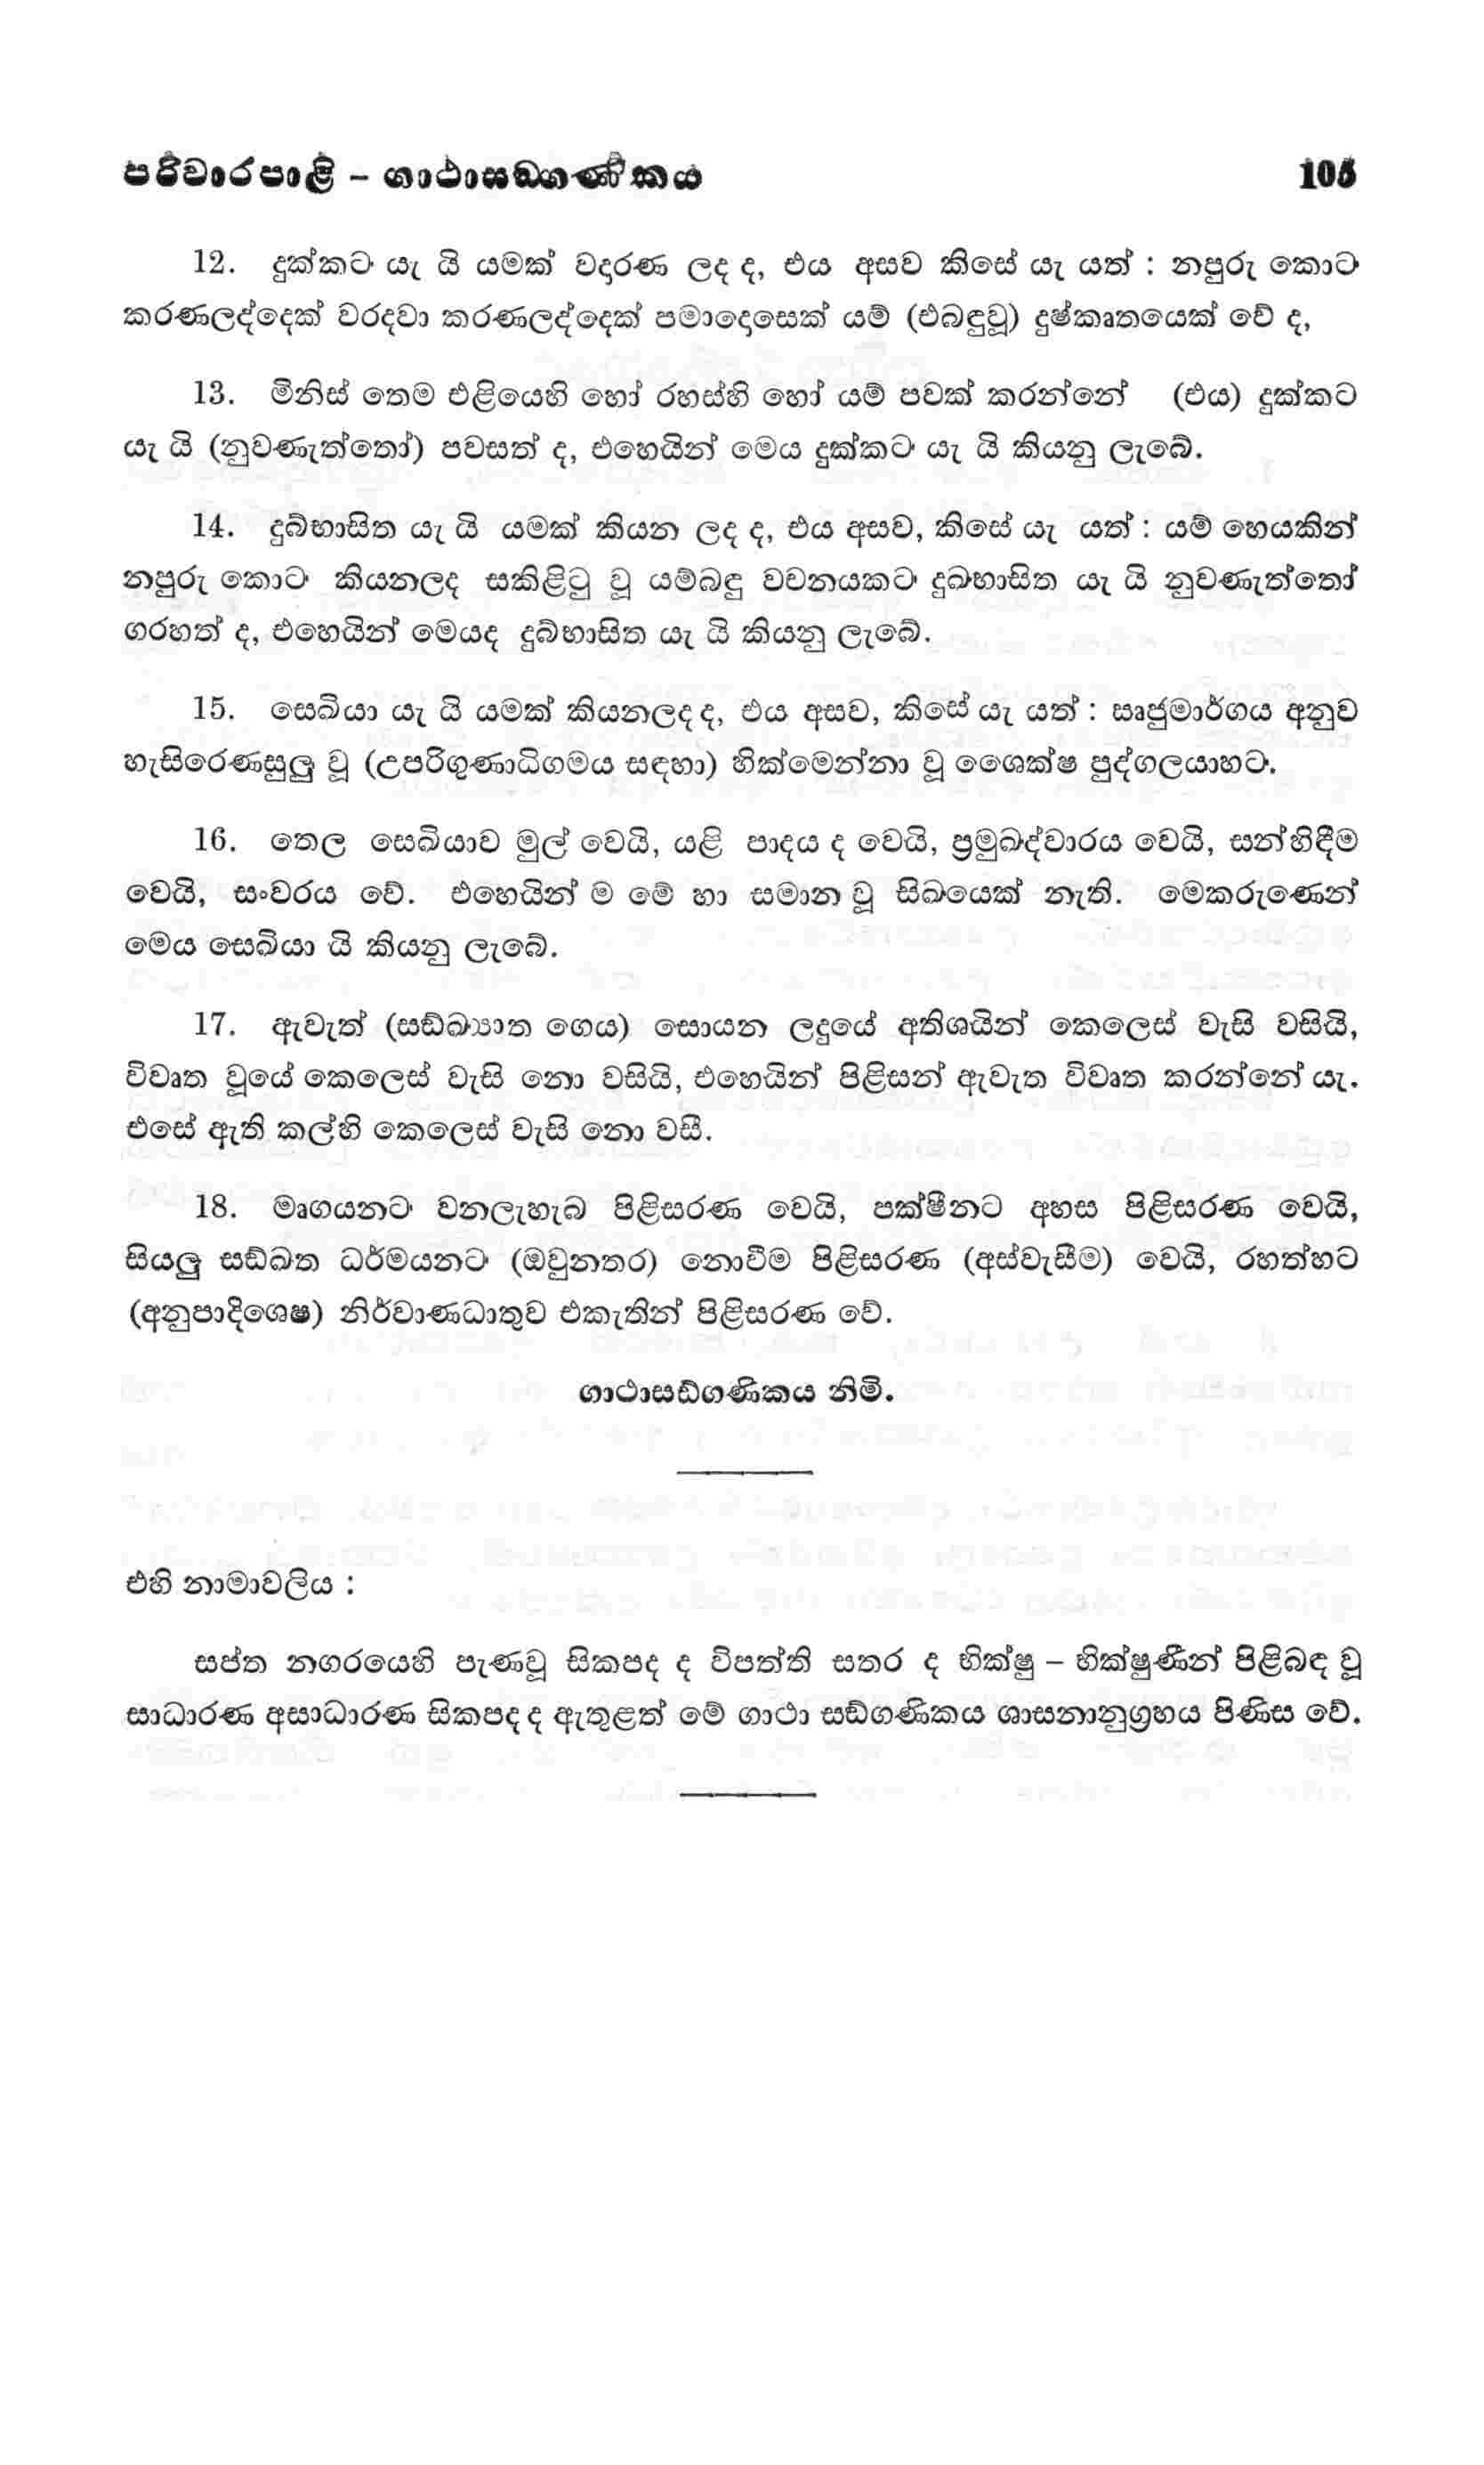 පරිවාරපාළි – ගාථාසඞ්ගණිකය 105
12. දුක්කට යැ යි යමක් වදාරණ ලද ද, එය අසව කිසේ යැ යත් : නපුරු කොට
කරණලද්දෙක් වරදවා කරණලද්දෙක් පමාදොසෙක් යම් (එබඳුවූ) දුෂ්කෘතයෙක් වේ ද,
13. මිනිස් තෙම එළියෙහි හෝ රහස්හි හෝ යම් පවක් කරන්නේ (එය) දුක්කට
යැ යි (නුවණැත්තෝ) පවසත් ද, එහෙයින් මෙය දුක්කට යැ යි කියනු ලැබේ.
14. දුබ්භාසිත යැ යි යමක් කියන ලද ද, එය අසව, කිසේ යැ යත් : යම් හෙයකින්
නපුරු කොට කියනලද සකිළිටු වූ යම්බඳු වචනයකට දුබභාසිත යැ යි නුවණැත්තෝ
ගරහත් ද, එහෙයින් මෙයද දුබ්භාසිත යැ යි කියනු ලැබේ.
15. සෙඛියා යැ යි යමක් කියනලද ද, එය අසව, කිසේ යැ යත් : ඍජුමාර්ගය අනුව
හැසිරෙණසුලු වූ (උපරිගුණාධිගමය සඳහා) හික්මෙන්නා වූ ශෛක්ෂ පුද්ගලයාහට.
16. තෙල සෙඛියාව මුල් වෙයි, යළි පාදය ද වෙයි, ප්‍රමුඛද්වාරය වෙයි, සන්හිඳීම
වෙයි, සංවරය වේ. එහෙයින් ම මේ හා සමාන වූ සිඛයෙක් නැති. මෙකරුණෙන්
මෙය සෙඛියා යි කියනු ලැබේ.
17. ඇවැත් (සඞ්ඛ්‍යාත ගෙය) සොයන ලදුයේ අතිශයින් කෙලෙස් වැසි වසියි,
විවෘත වූයේ කෙලෙස් වැසි නො වසියි, එහෙයින් පිළිසන් ඇවැත විවෘත කරන්නේ යැ.
එසේ ඇති කල්හි කෙලෙස් වැසි නො වසී.
18. මෘගයනට වනලැහැබ පිළිසරණ වෙයි, පක්ෂීනට අහස පිළිසරණ වෙයි,
සියලු සඞ්ඛත ධර්මයනට (ඔවුනතර) නොවීම පිළිසරණ (අස්වැසීම) වෙයි, රහත්හට
(අනුපාදිශෙෂ) නිර්වාණධාතුව එකැතින් පිළිසරණ වේ.
ගාථාසඞ්ගණිකය නිමි.
එහි නාමාවලිය :
සප්ත නගරයෙහි පැණවූ සිකපද ද විපත්ති සතර ද භික්ෂු – භික්ෂුණීන් පිළිබඳ වූ
සාධාරණ අසාධාරණ සිකපද ද ඇතුළත් මේ ගාථා සඞ්ගණිකය ශාසනානුග්‍රහය පිණිස වේ.